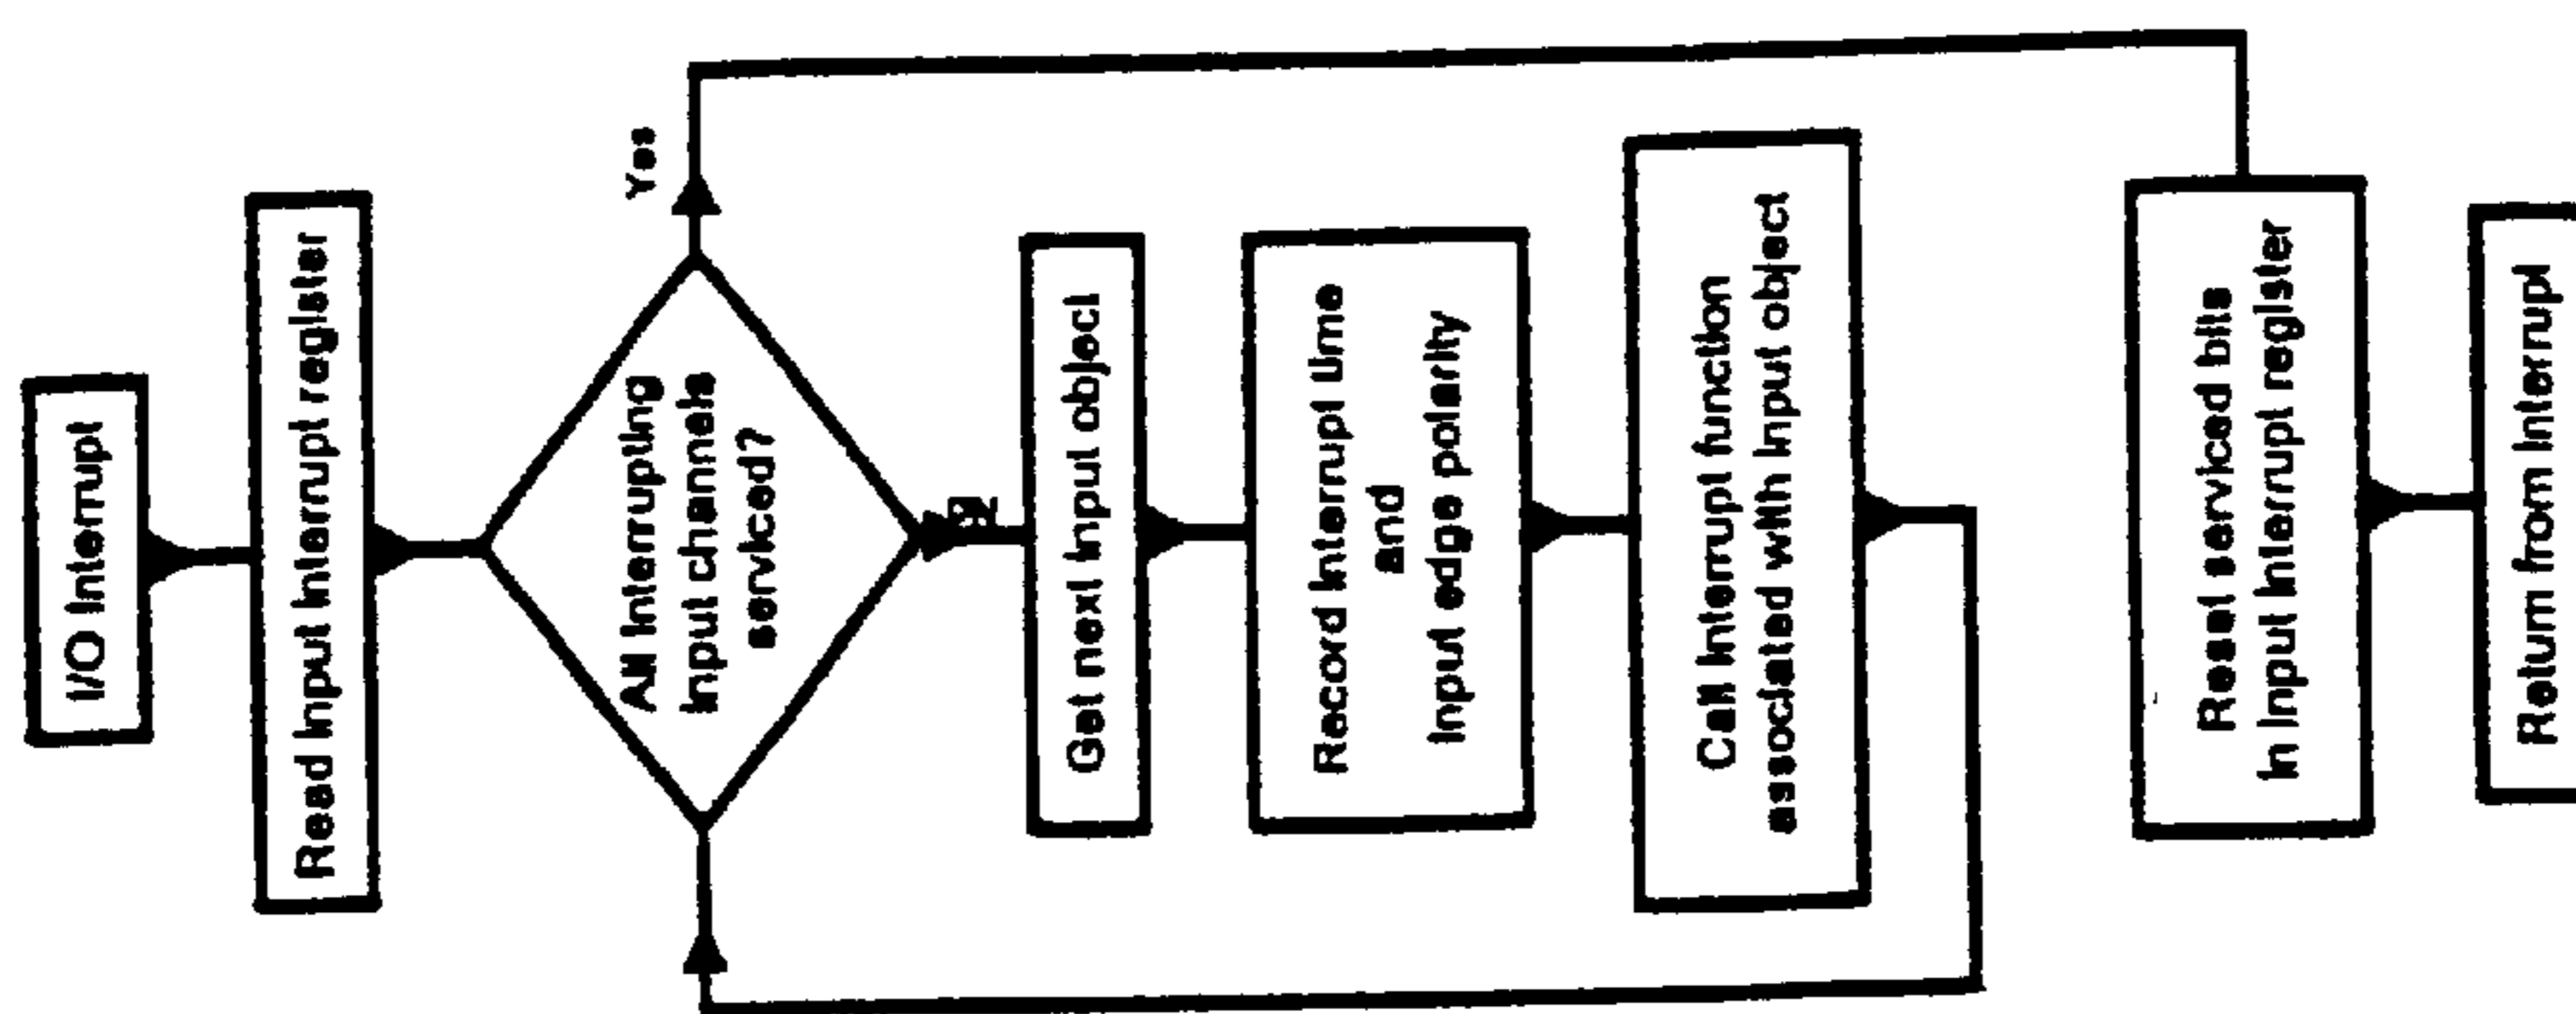 I/O Interrupt
Read Input Interrupt register
All Interrupting
Input channels
serviced?
Yes
Get next Input object
Record Interrupt time
and
Input edge polarity
Call Interrupt function
associated with Input object
Reset serviced bits
In Input Interrupt register
Return from Interrupt